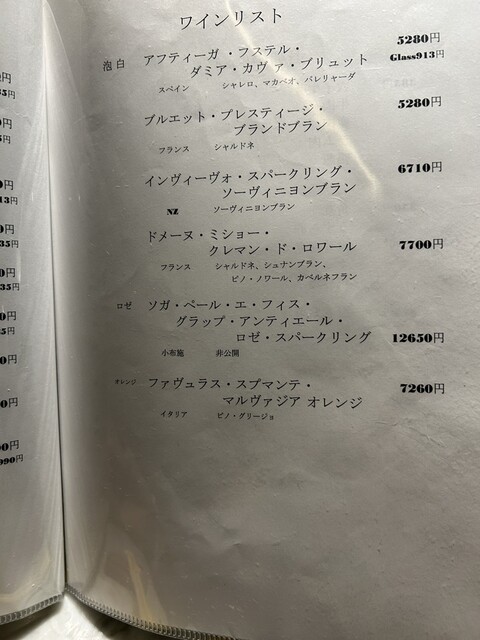 ワインリスト
泡 白 アフティーガ・フステル・ 5280円
ダミア・カヴァ・ブリュット Glass913円
スペイン シャレロ、マカベオ、パレリャーダ
ブルエット・プレスティージ・ 5280円
ブランドブラン
フランス シャルドネ
インヴィーヴォ・スパークリング・ 6710円
ソーヴィニヨンブラン
NZ ソーヴィニヨンブラン
ドメーヌ・ミショー・
クレマン・ド・ロワール 7700円
フランス シャルドネ、シュナンブラン、
ピノ・ノワール、カベルネフラン
ロゼ ソガ・ペール・エ・フィス・
グラップ・アンティエール・
ロゼ・スパークリング 12650円
小布施 非公開
オレンジ ファヴュラス・スプマンテ・ 7260円
マルヴァジア オレンジ
イタリア ピノ・グリージョ